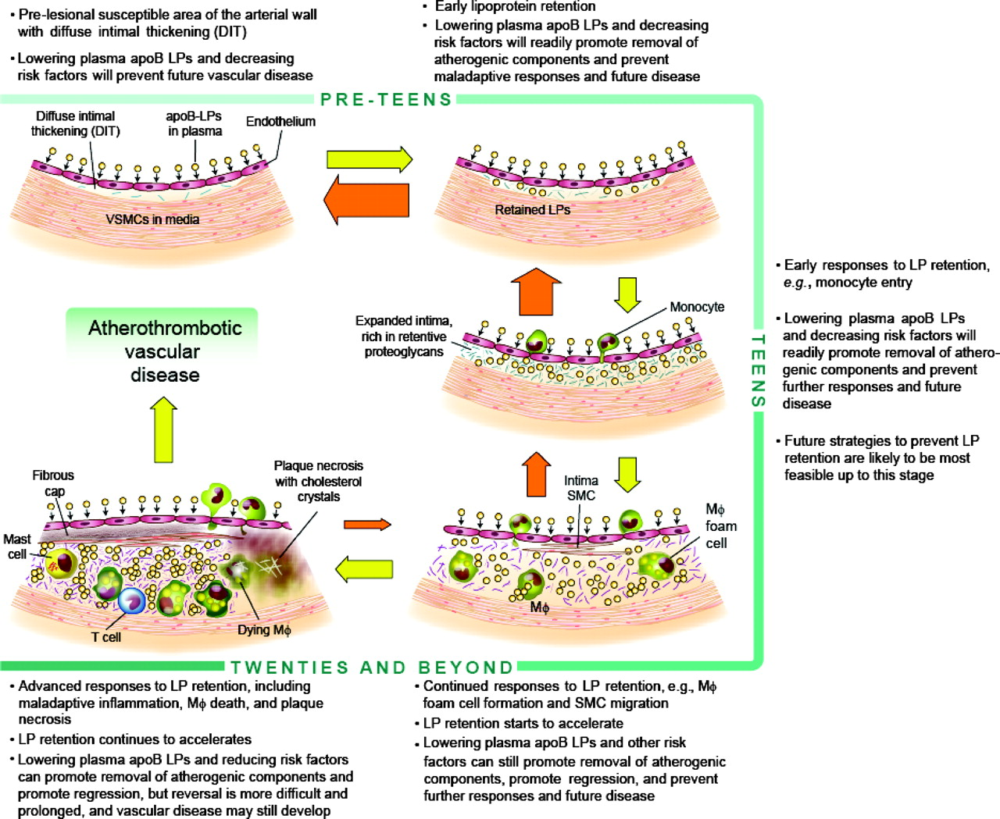 • Pre-lesional susceptible area of the arterial wall
with diffuse intimal thickening (DIT)
• Lowering plasma apoB LPs and decreasing
risk factors will prevent future vascular disease
• Early lipoprotein retention
• Lowering plasma apoB LPs and decreasing
risk factors will readily promote removal of
atherogenic components and prevent
maladaptive responses and future disease
PRE-TEENS
Diffuse intimal
thickening (DIT)
apoB-LPs
in plasma
Endothelium
VSMCs in media
Retained LPs
• Early responses to LP retention,
e.g., monocyte entry
• Lowering plasma apoB LPs
and decreasing risk factors will
readily promote removal of athero-
genic components and prevent
further responses and future
disease
• Future strategies to prevent LP
retention are likely to be most
feasible up to this stage
TEENS
Monocyte
Expanded intima,
rich in retentive
proteoglycans
Atherothrombotic
vascular
disease
Fibrous
cap
Plaque necrosis
with cholesterol
crystals
Mast
cell
T cell
Dying Mϕ
Intima
SMC
Mϕ
foam
cell
Mϕ
TWENTIES AND BEYOND
• Advanced responses to LP retention, including
maladaptive inflammation, Mϕ death, and plaque
necrosis
• LP retention continues to accelerates
• Lowering plasma apoB LPs and reducing risk factors
can promote removal of atherogenic components and
promote regression, but reversal is more difficult and
prolonged, and vascular disease may still develop
• Continued responses to LP retention, e.g., Mϕ
foam cell formation and SMC migration
• LP retention starts to accelerate
• Lowering plasma apoB LPs and other risk
factors can still promote removal of atherogenic
components, promote regression, and prevent
further responses and future disease